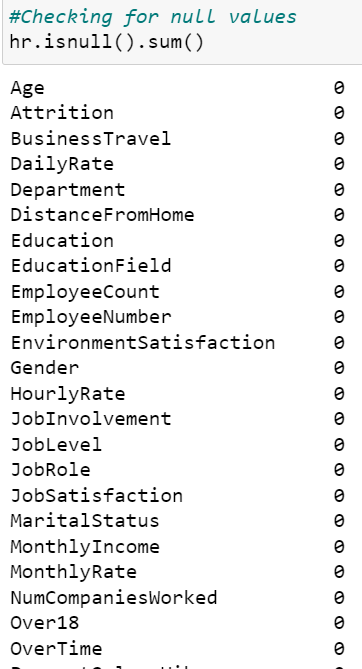 #Checking for null values
hr.isnull().sum()
Age 0
Attrition 0
BusinessTravel 0
DailyRate 0
Department 0
DistanceFromHome 0
Education 0
EducationField 0
EmployeeCount 0
EmployeeNumber 0
EnvironmentSatisfaction 0
Gender 0
HourlyRate 0
JobInvolvement 0
JobLevel 0
JobRole 0
JobSatisfaction 0
MaritalStatus 0
MonthlyIncome 0
MonthlyRate 0
NumCompaniesWorked 0
Over18 0
OverTime 0